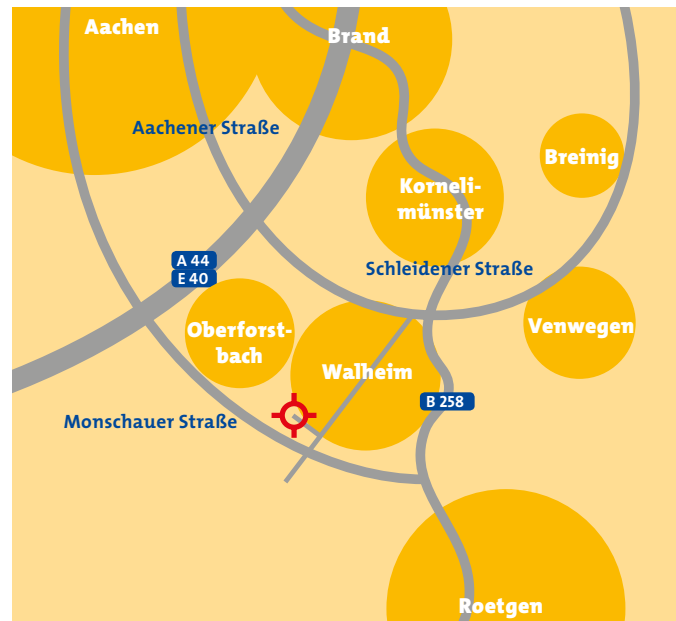 Aachen
Brand
Aachener Straße
Breinig
Korneli-
münster
A 44
E 40
Schleidener Straße
Oberforst-
bach
Venwegen
Walheim
B 258
Monschauer Straße
Roetgen